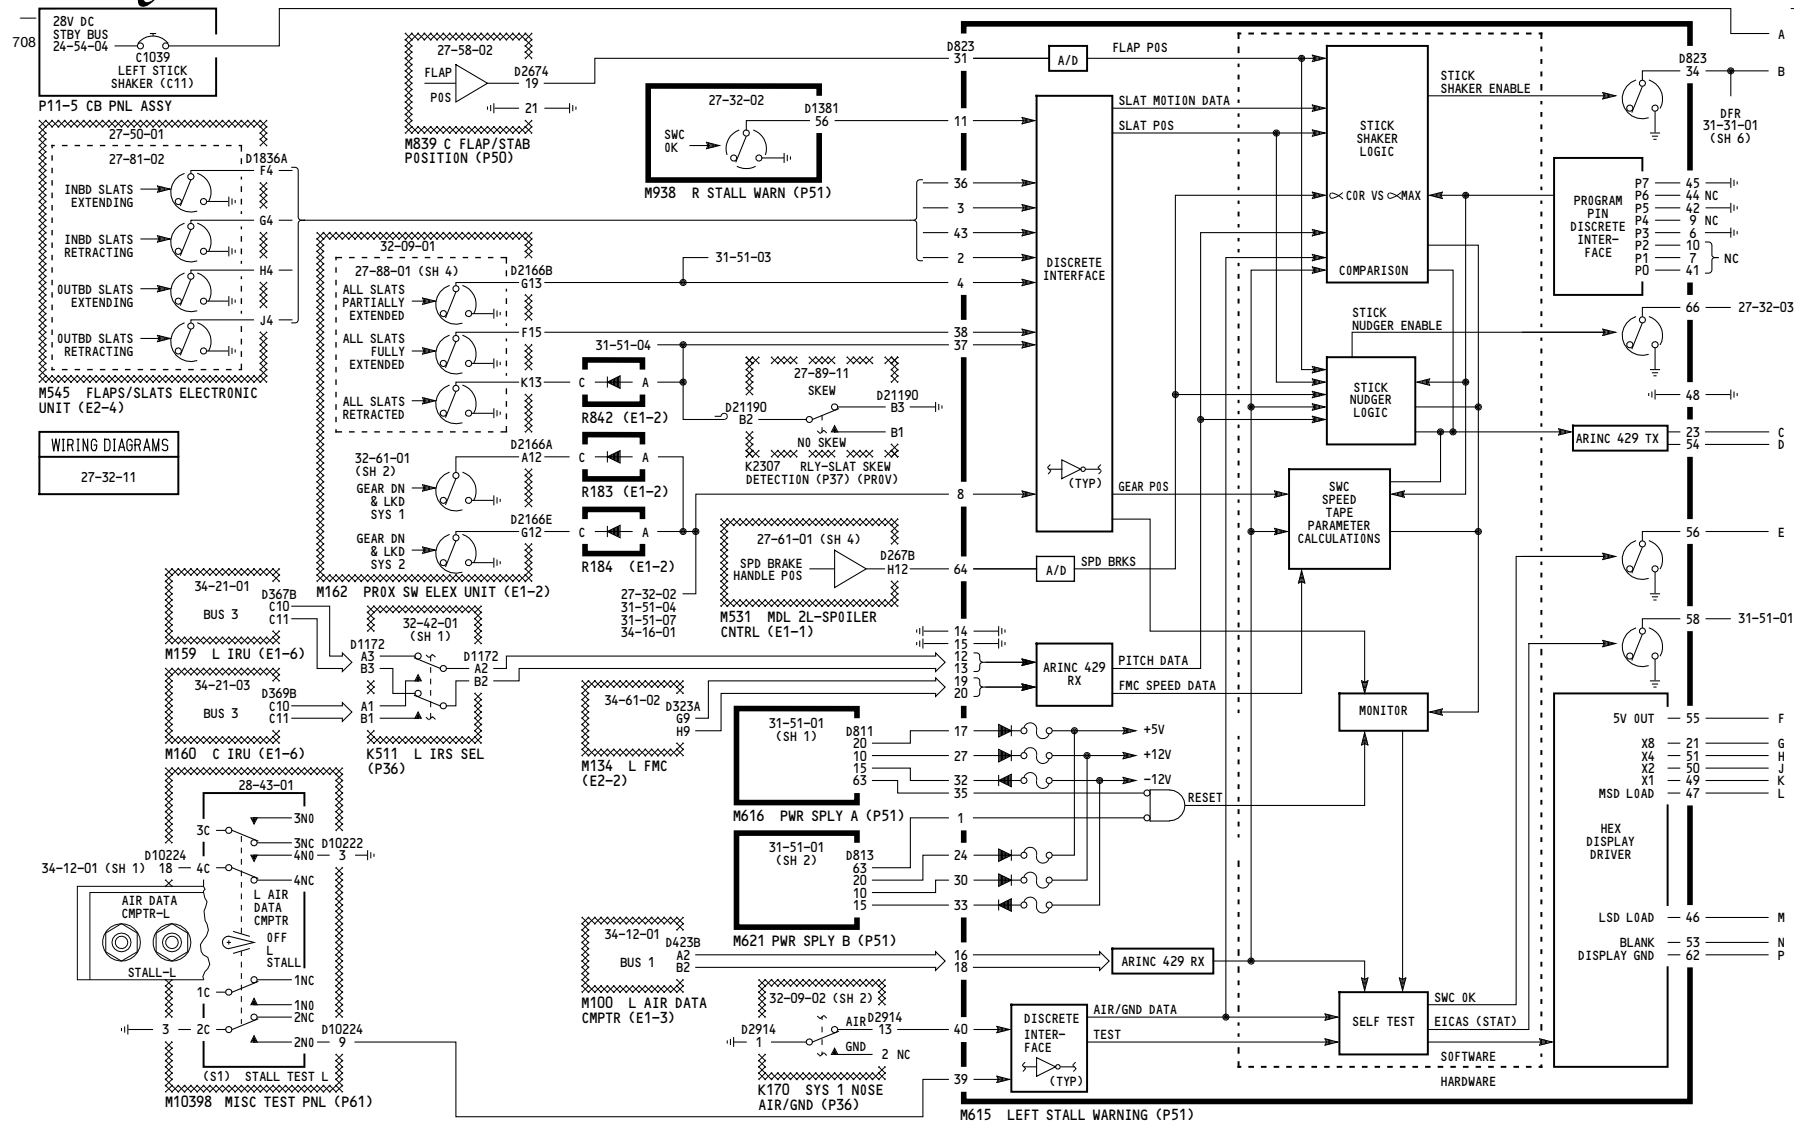 708
28V DC
STBY BUS
24-54-04
C1039
LEFT STICK
SHAKER (C11)
P11-5 CB PNL ASSY
27-50-01
27-81-02
D1836A
F4
INBD SLATS
EXTENDING
G4
INBD SLATS
RETRACTING
H4
OUTBD SLATS
EXTENDING
J4
OUTBD SLATS
RETRACTING
M545 FLAPS/SLATS ELECTRONIC
UNIT (E2-4)
WIRING DIAGRAMS
27-32-11
27-58-02
FLAP
POS
D2674
19
21
M839 C FLAP/STAB
POSITION (P50)
27-32-02
D1381
56
SWC
OK
M938 R STALL WARN (P51)
32-09-01
27-88-01 (SH 4)
D2166B
G13
ALL SLATS
PARTIALLY
EXTENDED
F15
ALL SLATS
FULLY
EXTENDED
K13
ALL SLATS
RETRACTED
D2166A
A12
32-61-01
(SH 2)
GEAR DN
& LKD
SYS 1
D2166E
G12
GEAR DN
& LKD
SYS 2
M162 PROX SW ELEX UNIT (E1-2)
31-51-03
31-51-04
C A
R842 (E1-2)
C A
R183 (E1-2)
C A
R184 (E1-2)
27-32-02
31-51-04
31-51-07
34-16-01
27-89-11
SKEW
D21190
B2
D21190
B3
B1
NO SKEW
K2307 RLY-SLAT SKEW
DETECTION (P37) (PROV)
27-61-01 (SH 4)
SPD BRAKE
HANDLE POS
D267B
H12
M531 MDL 2L-SPOILER
CNTRL (E1-1)
34-21-01
BUS 3
D367B
C10
C11
M159 L IRU (E1-6)
34-21-03
BUS 3
D369B
C10
C11
M160 C IRU (E1-6)
32-42-01
(SH 1)
D1172
A3
B3
A1
B1
D1172
A2
B2
K511 L IRS SEL
(P36)
34-61-02
D323A
G9
H9
M134 L FMC
(E2-2)
31-51-01
(SH 1)
D811
20
10
15
63
M616 PWR SPLY A (P51)
31-51-01
(SH 2)
D813
63
20
10
15
M621 PWR SPLY B (P51)
34-12-01
BUS 1
D423B
A2
B2
M100 L AIR DATA
CMPTR (E1-3)
32-09-02 (SH 2)
D2914
1
AIR
D2914
13
GND
2 NC
K170 SYS 1 NOSE
AIR/GND (P36)
28-43-01
3NO
3C
3NC
D10222
4NO
3
34-12-01 (SH 1)
D10224
18
4C
4NC
AIR DATA
CMPTR-L
STALL-L
L AIR
DATA
CMPTR
OFF
L
STALL
1NC
1C
1NO
2NC
3
2C
D10224
2NO
9
(S1) STALL TEST L
M10398 MISC TEST PNL (P61)
D823
31
11
36
3
43
2
4
38
37
8
64
14
15
12
13
19
20
17
27
32
35
1
24
30
33
16
18
40
39
A/D
FLAP POS
DISCRETE
INTERFACE
(TYP)
SLAT MOTION DATA
SLAT POS
GEAR POS
A/D
SPD BRKS
ARINC 429
RX
PITCH DATA
FMC SPEED DATA
+5V
+12V
-12V
RESET
ARINC 429 RX
DISCRETE
INTER-
FACE
(TYP)
AIR/GND DATA
TEST
STICK
SHAKER
LOGIC
∝ COR VS ∝MAX
COMPARISON
STICK
SHAKER ENABLE
STICK
NUDGER ENABLE
STICK
NUDGER
LOGIC
SWC
SPEED
TAPE
PARAMETER
CALCULATIONS
MONITOR
SELF TEST
SWC OK
EICAS (STAT)
SOFTWARE
HARDWARE
PROGRAM
PIN
DISCRETE
INTER-
FACE
P7 45
P6 44 NC
P5 42
P4 9 NC
P3 6
P2 10
P1 7 NC
P0 41
D823
34
A
B
DFR
31-31-01
(SH 6)
66 27-32-03
48
ARINC 429 TX
23 C
54 D
56 E
58 31-51-01
5V OUT 55 F
X8 21 G
X4 51 H
X2 50 J
X1 49 K
MSD LOAD 47 L
HEX
DISPLAY
DRIVER
LSD LOAD 46 M
BLANK 53 N
DISPLAY GND 62 P
M615 LEFT STALL WARNING (P51)